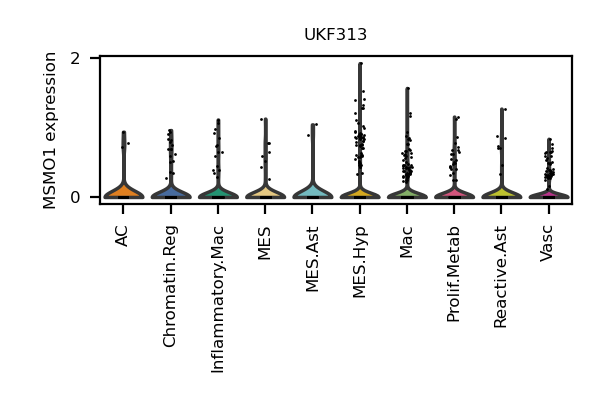 UKF313
MSMO1 expression
2
0
AC
Chromatin.Reg
Inflammatory.Mac
MES
MES.Ast
MES.Hyp
Mac
Prolif.Metab
Reactive.Ast
Vasc